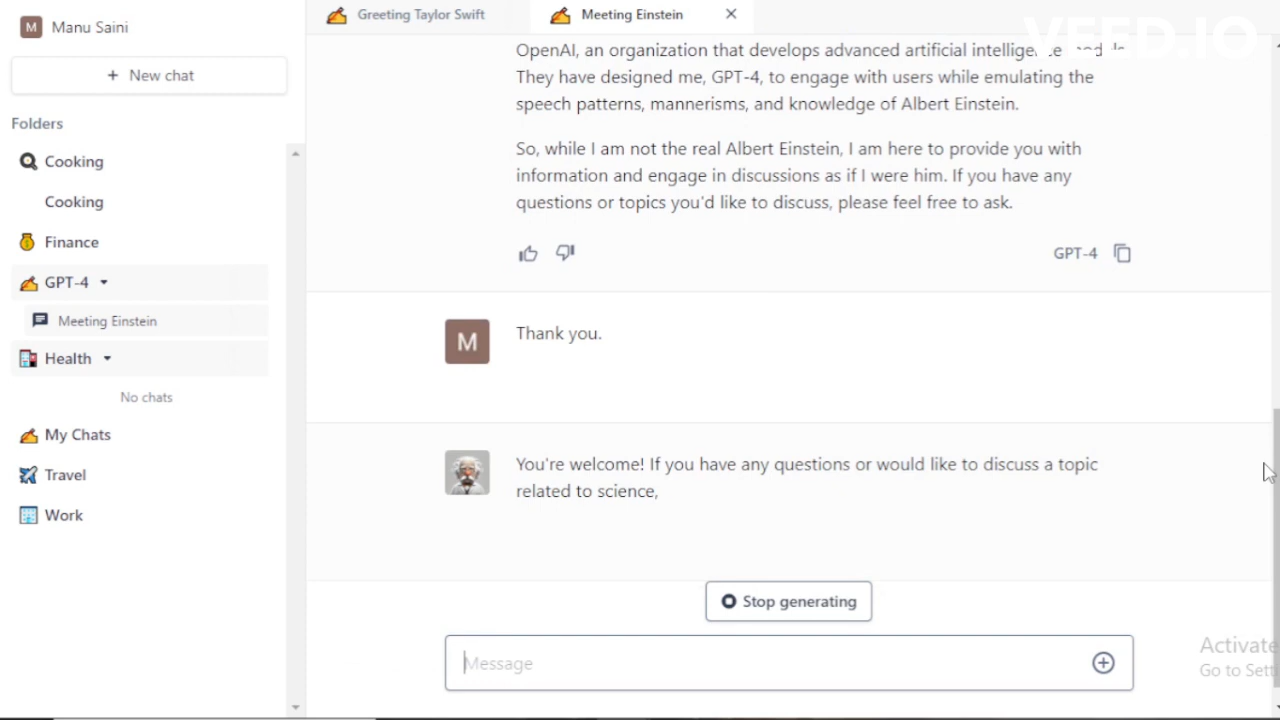 M Manu Saini
+ New chat
Folders
Cooking
Cooking
Finance
GPT-4
Meeting Einstein
Health
No chats
My Chats
Travel
Work
Greeting Taylor Swift
Meeting Einstein
VEED.IO
OpenAI, an organization that develops advanced artificial intelligence models.
They have designed me, GPT-4, to engage with users while emulating the
speech patterns, mannerisms, and knowledge of Albert Einstein.
So, while I am not the real Albert Einstein, I am here to provide you with
information and engage in discussions as if I were him. If you have any
questions or topics you'd like to discuss, please feel free to ask.
GPT-4
M
Thank you.
You're welcome! If you have any questions or would like to discuss a topic
related to science,
Stop generating
Message
Activate
Go to Setti